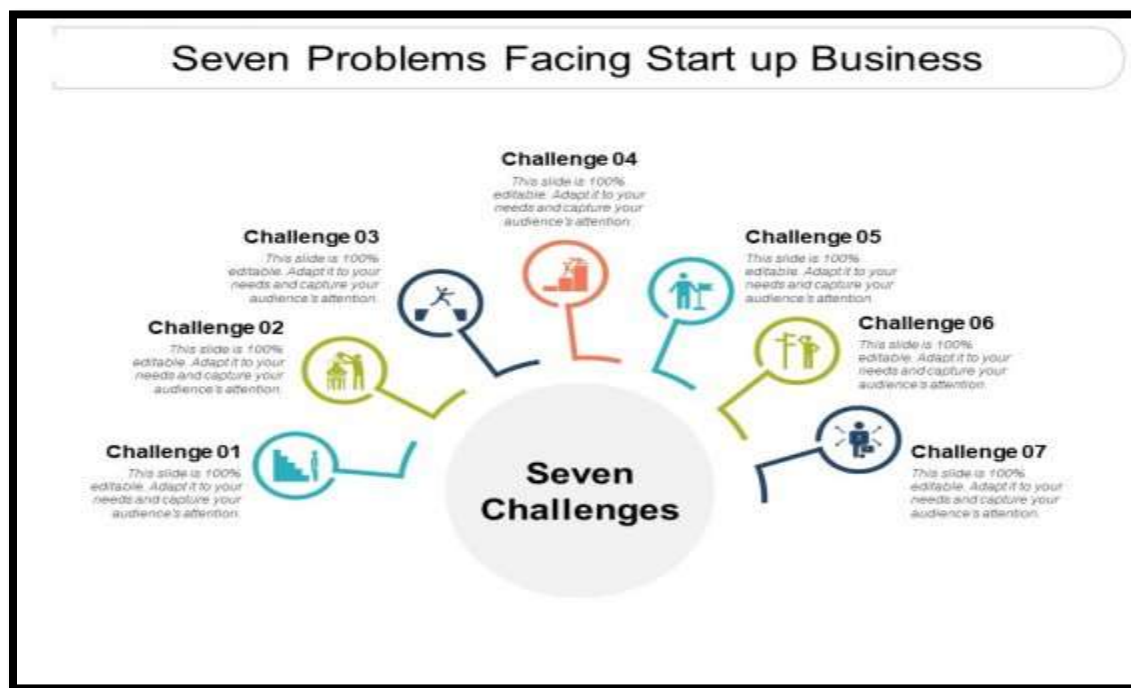 Seven Problems Facing Start up Business
Challenge 04
This slide is 100%
editable. Adapt it to your
needs and capture your
audience's attention.
Challenge 03
This slide is 100%
editable. Adapt it to your
needs and capture your
audience's attention.
Challenge 05
This slide is 100%
editable. Adapt it to your
needs and capture your
audience's attention.
Challenge 02
This slide is 100%
editable. Adapt it to your
needs and capture your
audience's attention.
Challenge 06
This slide is 100%
editable. Adapt it to your
needs and capture your
audience's attention.
Challenge 01
This slide is 100%
editable. Adapt it to your
needs and capture your
audience's attention.
Challenge 07
This slide is 100%
editable. Adapt it to your
needs and capture your
audience's attention.
Seven
Challenges